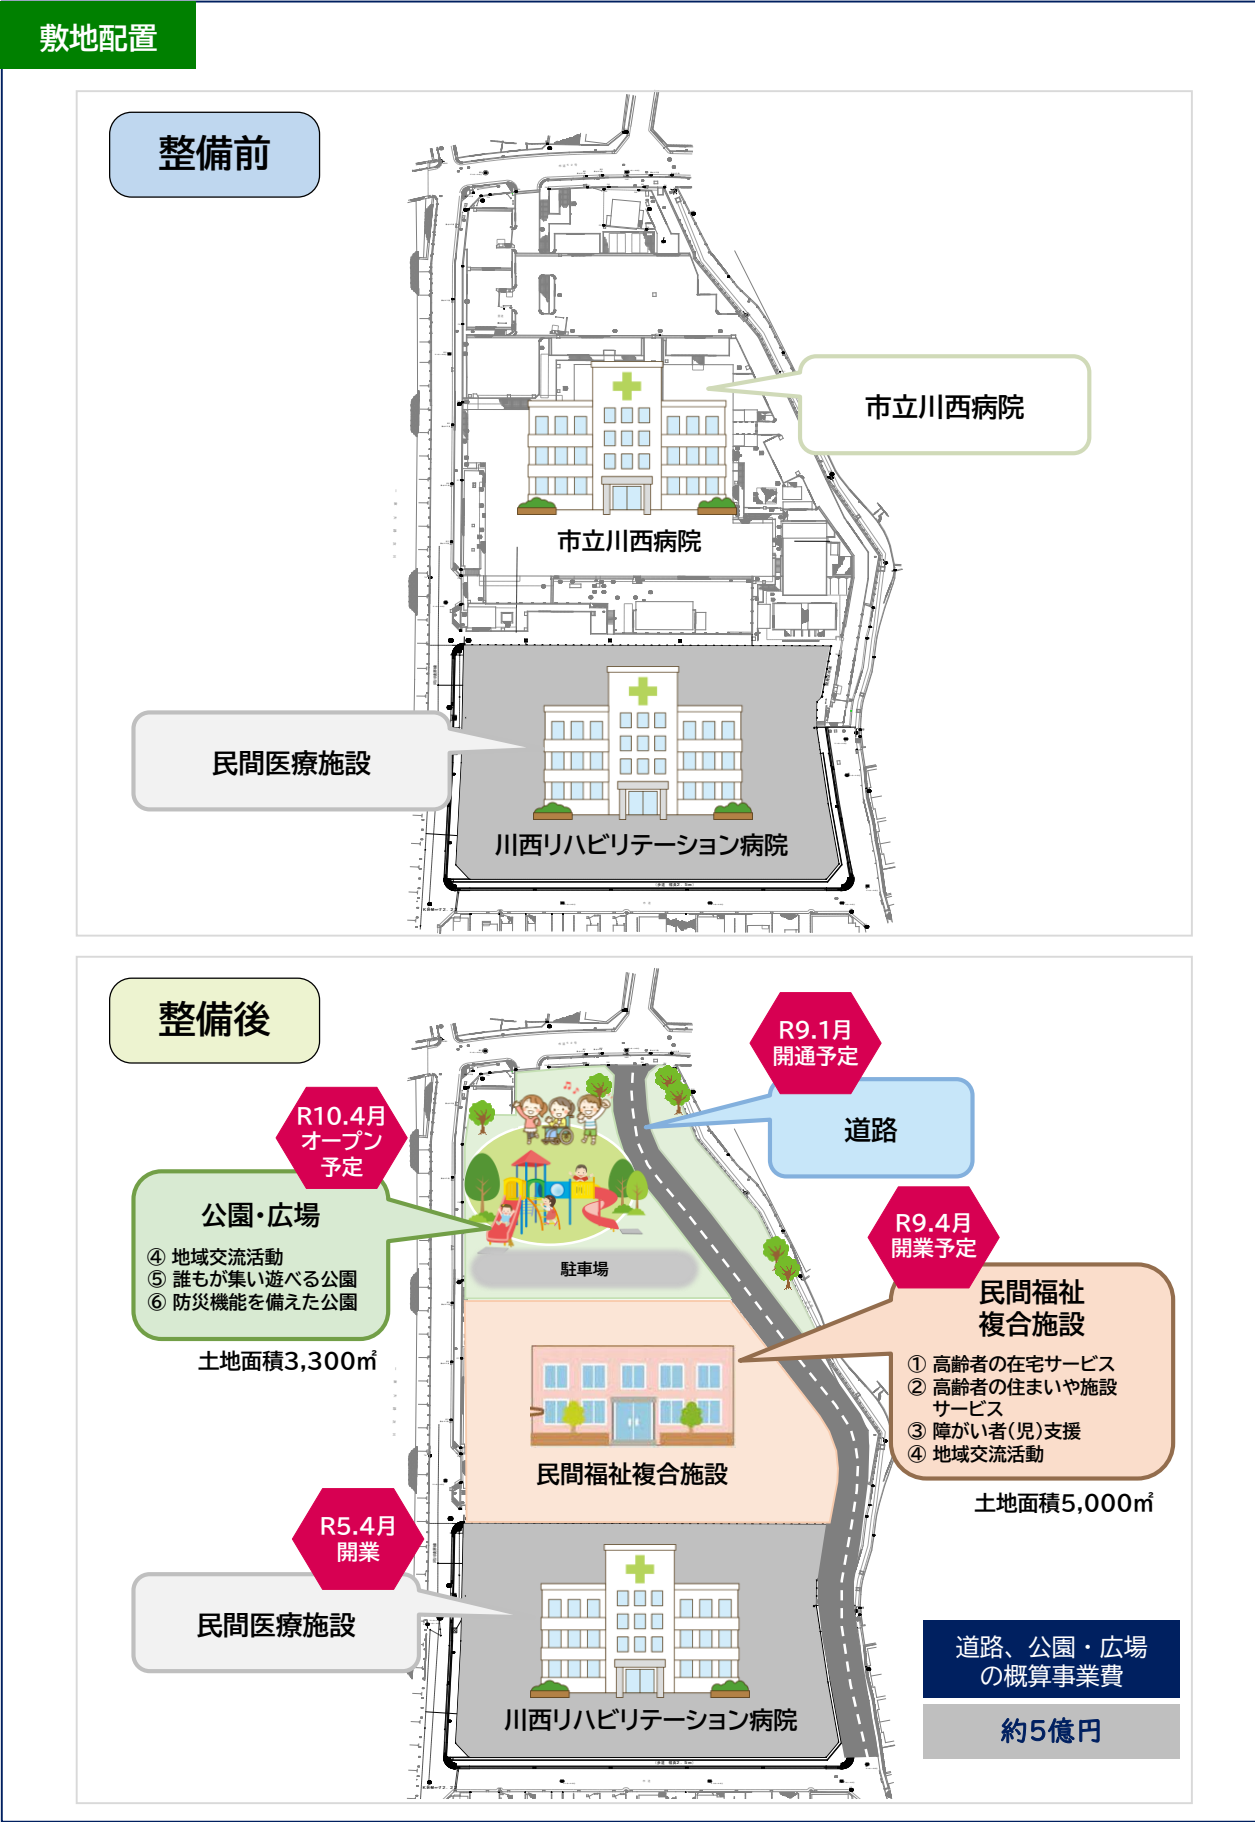 敷地配置
整備前
市立川西病院
市立川西病院
民間医療施設
川西リハビリテーション病院
整備後
R9.1月
開通予定
道路
R10.4月
オープン
予定
公園・広場
④ 地域交流活動
⑤ 誰もが集い遊べる公園
⑥ 防災機能を備えた公園
土地面積3,300㎡
駐車場
R9.4月
開業予定
民間福祉
複合施設
① 高齢者の在宅サービス
② 高齢者の住まいや施設
サービス
③ 障がい者(児)支援
④ 地域交流活動
土地面積5,000㎡
民間福祉複合施設
R5.4月
開業
民間医療施設
川西リハビリテーション病院
道路、公園・広場
の概算事業費
約5億円